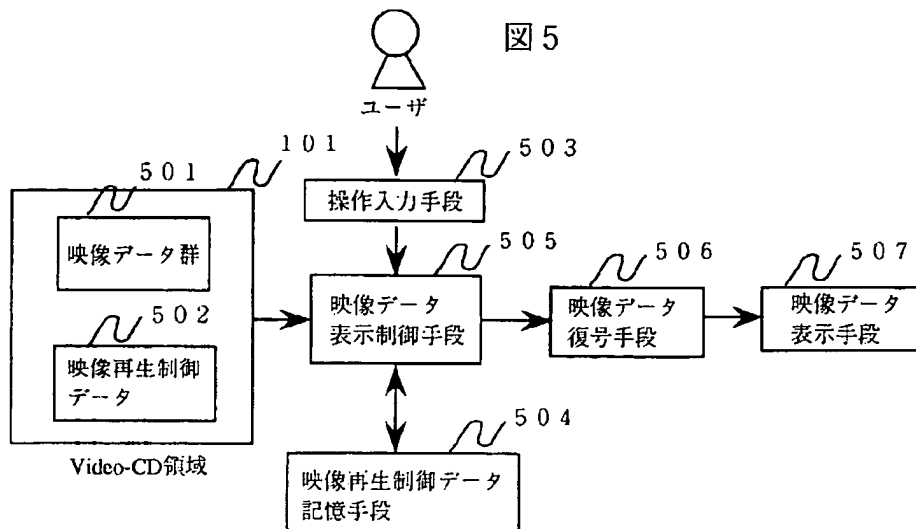 図5
ユーザ
101
501
503
操作入力手段
映像データ群
505
506
507
502
映像データ
表示制御手段
映像データ
復号手段
映像データ
表示手段
映像再生制御
データ
504
Video-CD領域
映像再生制御データ
記憶手段